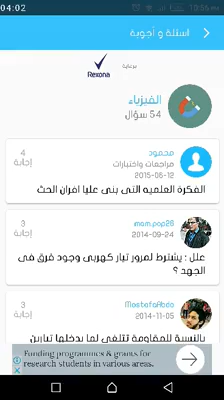 04:02
اسئلة و أجوبة
برعاية
Rexona
الفيزياء
54 سؤال
محمود
مراجعات واختبارات
2015-05-12
4
إجابة
الفكرة العلميه التى بنى عليا افران الحث
mom.pop26
2014-09-24
3
إجابة
علل : يشترط لمرور تيار كهربى وجود فرق فى
الجهد ؟
MostafaAbdo
2014-11-05
3
إجابة
بالنسبة للمقاومة تتلغى لما بدخلها تيارين
Funding programmes & grants for
research students in various areas.